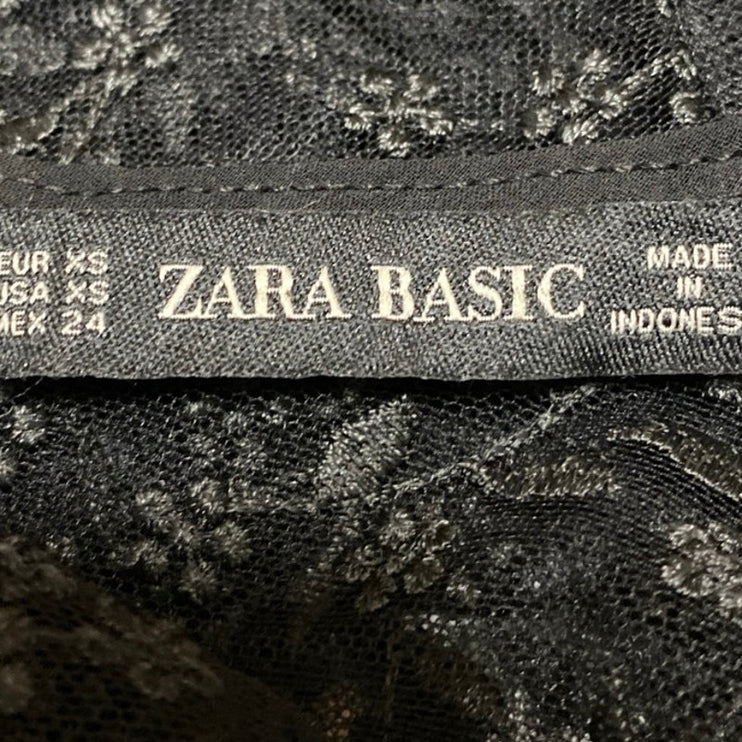 EUR XS
USA XS
MEX 24
ZARA BASIC
MADE
IN
INDONES